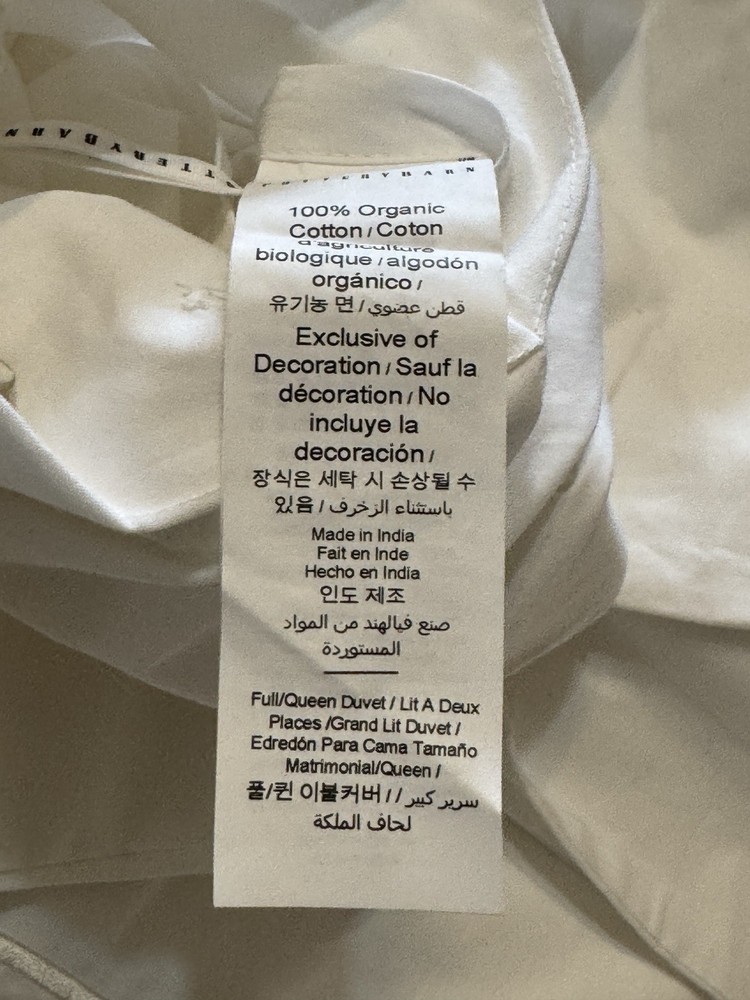 TTERYBARN
TTERYBARN
100% Organic
Cotton / Coton
d'agriculture
biologique / algodón
orgánico /
유기농 면 / قطن عضوي
Exclusive of
Decoration / Sauf la
décoration / No
incluye la
decoración /
장식은 세탁 시 손상될 수
있음 / باستثناء الزخرف
Made in India
Fait en Inde
Hecho en India
인도 제조
صنع فيالهند من المواد
المستوردة
Full/Queen Duvet / Lit A Deux
Places /Grand Lit Duvet /
Edredón Para Cama Tamaño
Matrimonial/Queen /
풀/퀸 이불커버 / / سرير كبير
لحاف الملكة